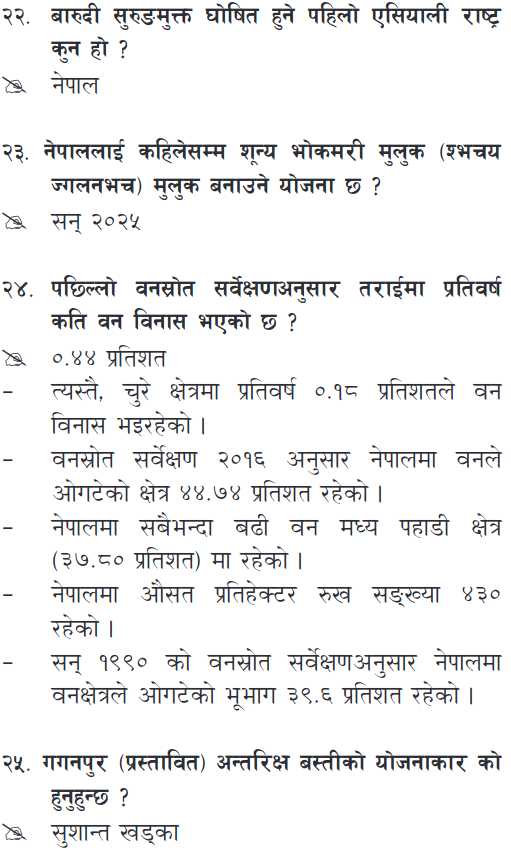 २२. बारुदी सुरुङमुक्त घोषित हुने पहिलो एसियाली राष्ट्र
कुन हो ?
नेपाल
२३. नेपाललाई कहिलेसम्म शून्य भोकमरी मुलुक (श्भचय
ज्गलनभच) मुलुक बनाउने योजना छ ?
सन् २०२५
२४. पछिल्लो वनस्रोत सर्वेक्षणअनुसार तराईमा प्रतिवर्ष
कति वन विनास भएको छ ?
०.४४ प्रतिशत
– त्यस्तै, चुरे क्षेत्रमा प्रतिवर्ष ०.१८ प्रतिशतले वन
विनास भइरहेको ।
– वनस्रोत सर्वेक्षण २०१६ अनुसार नेपालमा वनले
ओगटेको क्षेत्र ४४.७४ प्रतिशत रहेको ।
– नेपालमा सबैभन्दा बढी वन मध्य पहाडी क्षेत्र
(३७.८० प्रतिशत) मा रहेको ।
– नेपालमा औसत प्रतिहेक्टर रुख सङ्ख्या ४३०
रहेको ।
– सन् १९९० को वनस्रोत सर्वेक्षणअनुसार नेपालमा
वनक्षेत्रले ओगटेको भूभाग ३९.६ प्रतिशत रहेको ।
२५. गगनपुर (प्रस्तावित) अन्तरिक्ष बस्तीको योजनाकार को
हुनुहुन्छ ?
सुशान्त खड्का